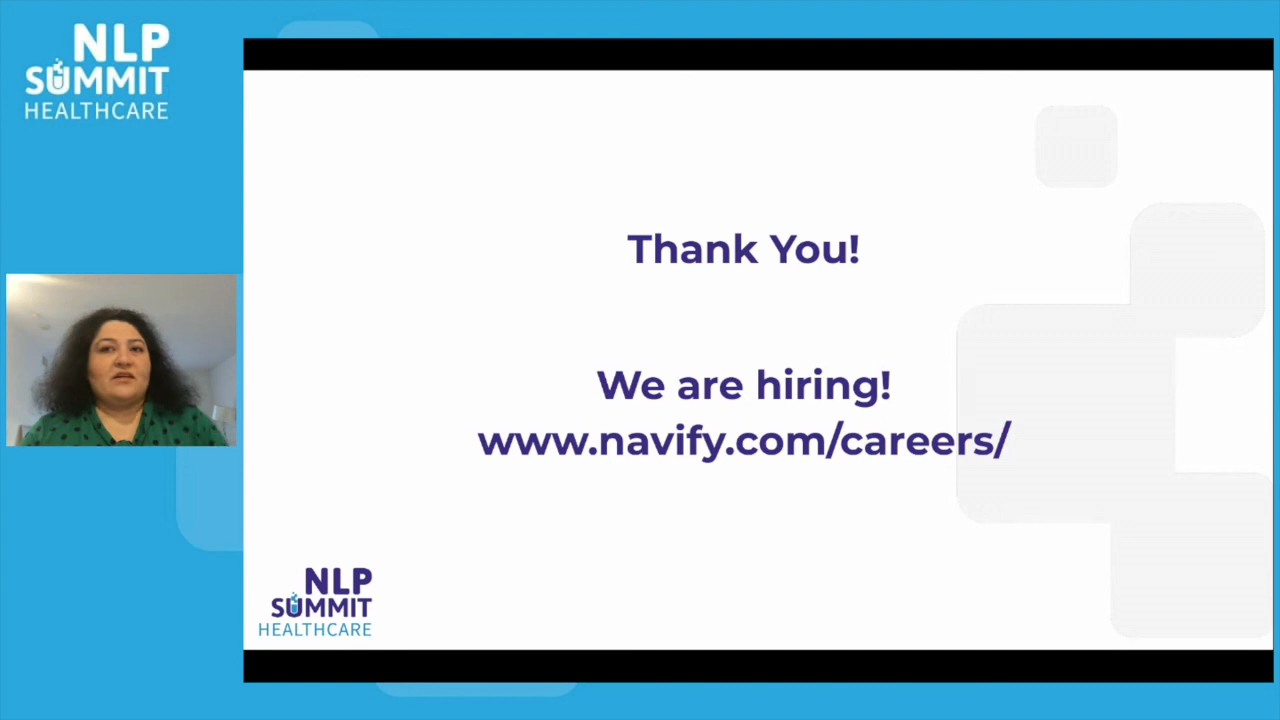 NLP
SUMMIT
HEALTHCARE
Thank You!
We are hiring!
www.navify.com/careers/
NLP
SUMMIT
HEALTHCARE